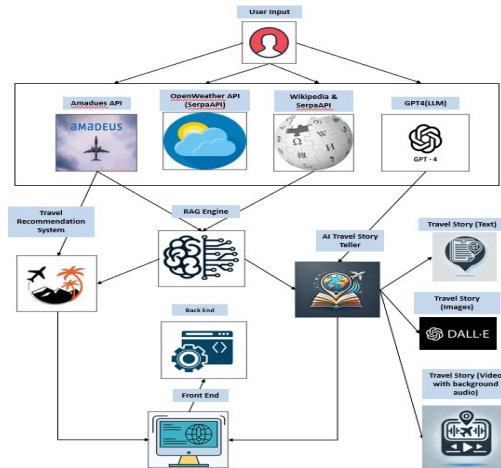 User Input
Amadues API
OpenWeather API
(SerpaAPI)
Wikipedia &
SerpaAPI
GPT4(LLM)
amaDEUS
W
Ω
И
GPT - 4
Travel
Recommendation
System
RAG Engine
AI Travel Story
Teller
Travel Story (Text)
Travel Story
(Images)
DALL·E
Back End
Front End
Travel Story (Video
with background
audio)